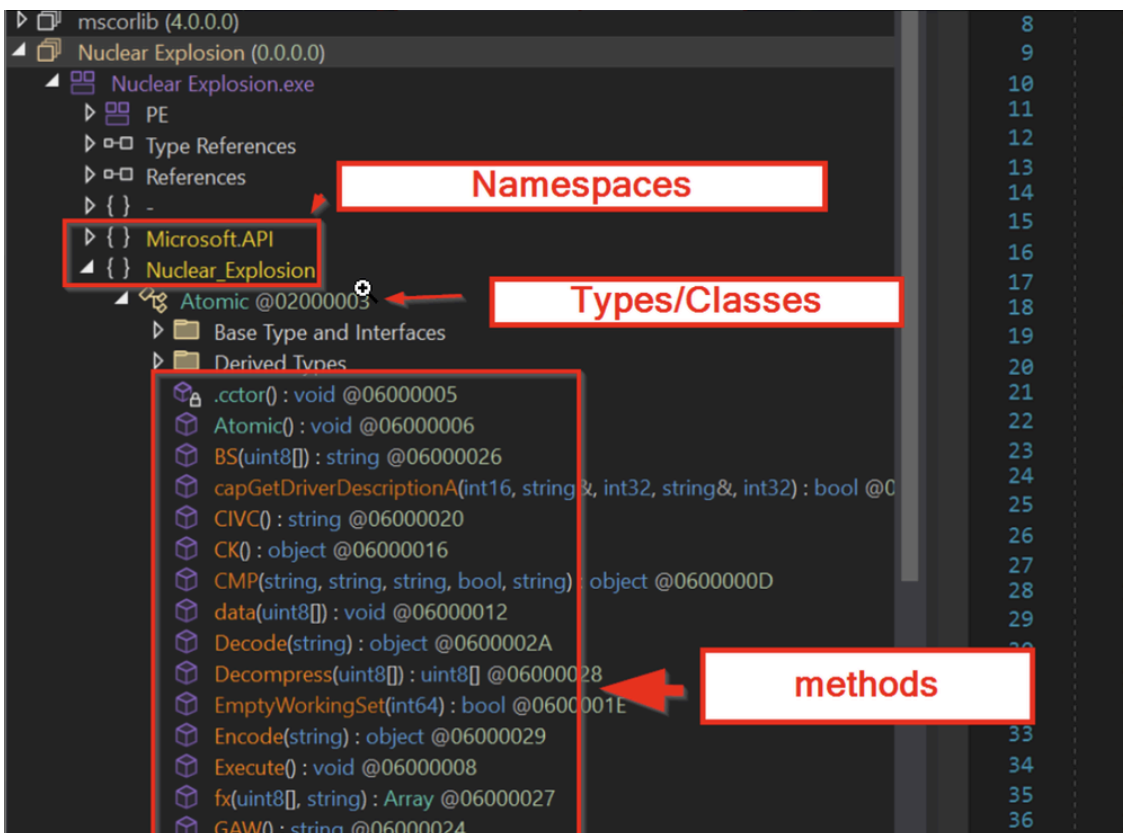 mscorlib (4.0.0.0)
Nuclear Explosion (0.0.0.0)
Nuclear Explosion.exe
PE
Type References
References
{ } -
{ } Microsoft.API
{ } Nuclear_Explosion
Atomic @02000003
Base Type and Interfaces
Derived Types
.cctor() : void @06000005
Atomic() : void @06000006
BS(uint8[]) : string @06000026
capGetDriverDescriptionA(int16, string&, int32, string&, int32) : bool @0
CIVC() : string @06000020
CK() : object @06000016
CMP(string, string, string, bool, string) : object @0600000D
data(uint8[]) : void @06000012
Decode(string) : object @0600002A
Decompress(uint8[]) : uint8[] @06000028
EmptyWorkingSet(int64) : bool @0600001E
Encode(string) : object @06000029
Execute() : void @06000008
fx(uint8[], string) : Array @06000027
GAW() : string @06000024
Namespaces
Types/Classes
methods
8
9
10
11
12
13
14
15
16
17
18
19
20
21
22
23
24
25
26
27
28
29
33
34
35
36